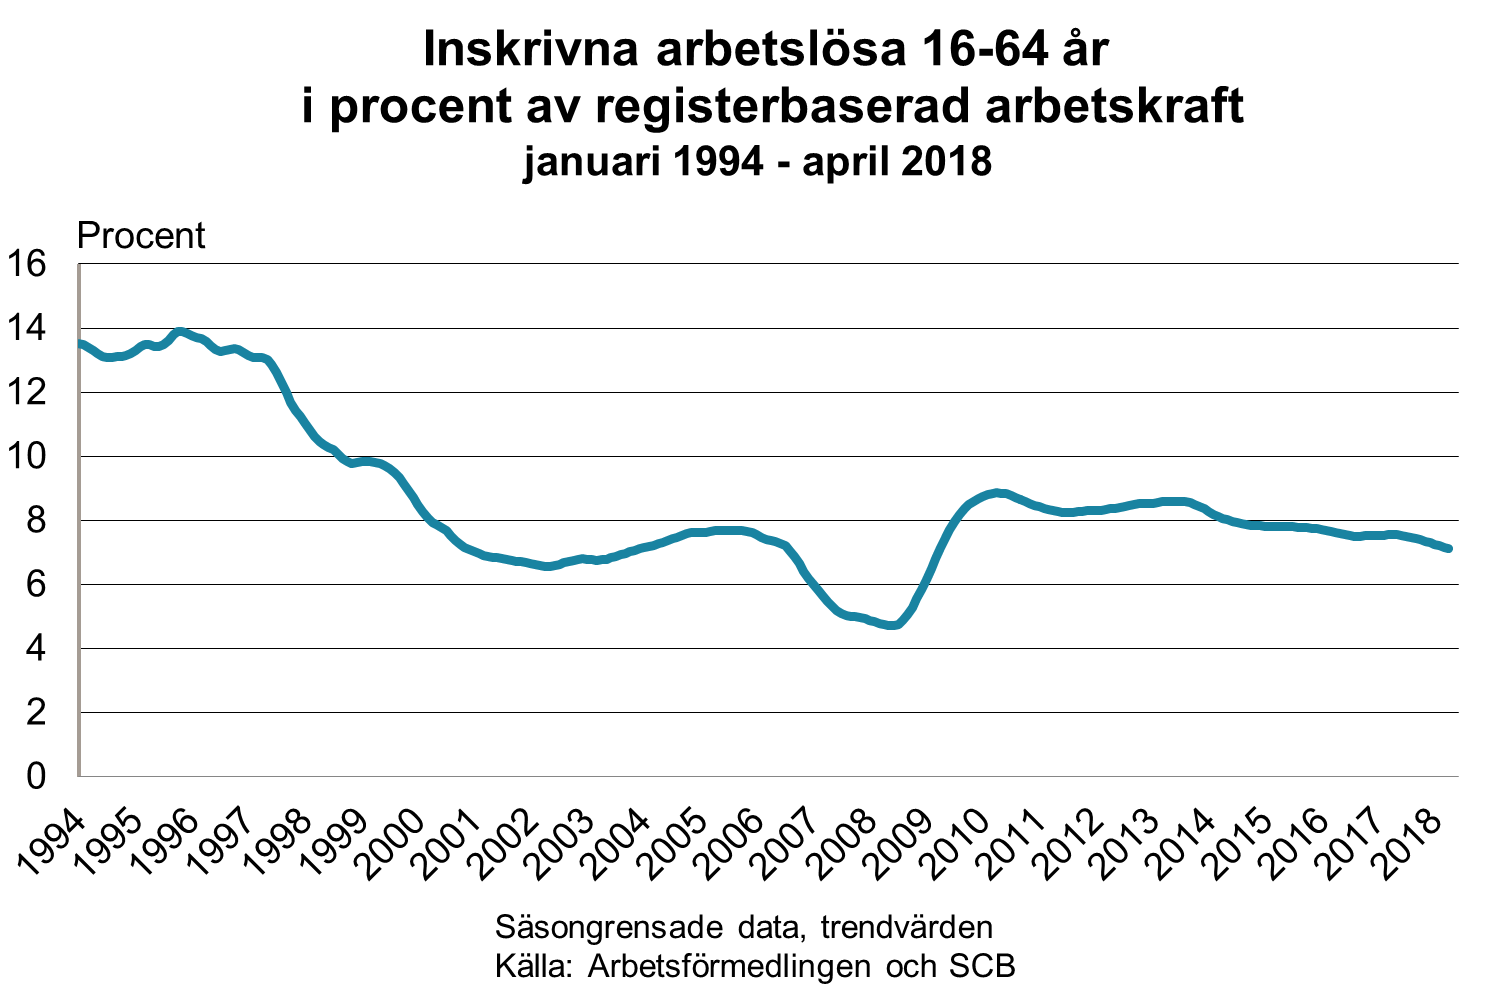 Inskrivna arbetslösa 16-64 år
i procent av registerbaserad arbetskraft
januari 1994 - april 2018
Procent
16
14
12
10
8
6
4
2
0
1994 1995 1996 1997 1998 1999 2000 2001 2002 2003 2004 2005 2006 2007 2008 2009 2010 2011 2012 2013 2014 2015 2016 2017 2018
Säsongrensade data, trendvärden
Källa: Arbetsförmedlingen och SCB